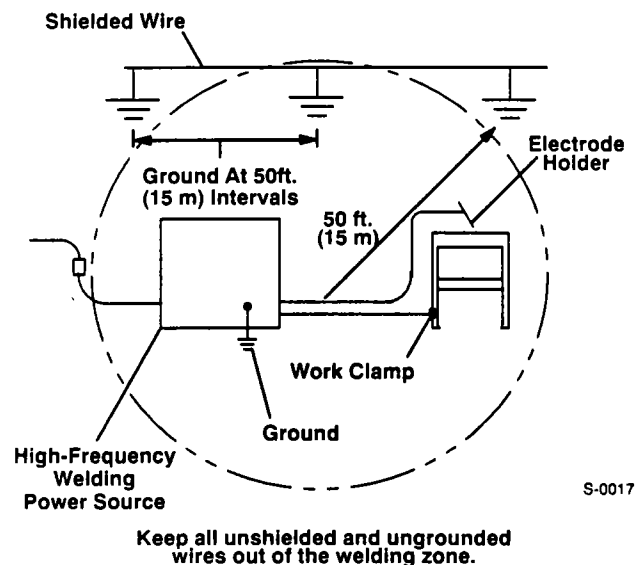 Shielded Wire
Ground At 50ft.
(15 m) Intervals
50 ft.
(15 m)
Electrode
Holder
Work Clamp
Ground
High-Frequency
Welding
Power Source
S-0017
Keep all unshielded and ungrounded
wires out of the welding zone.